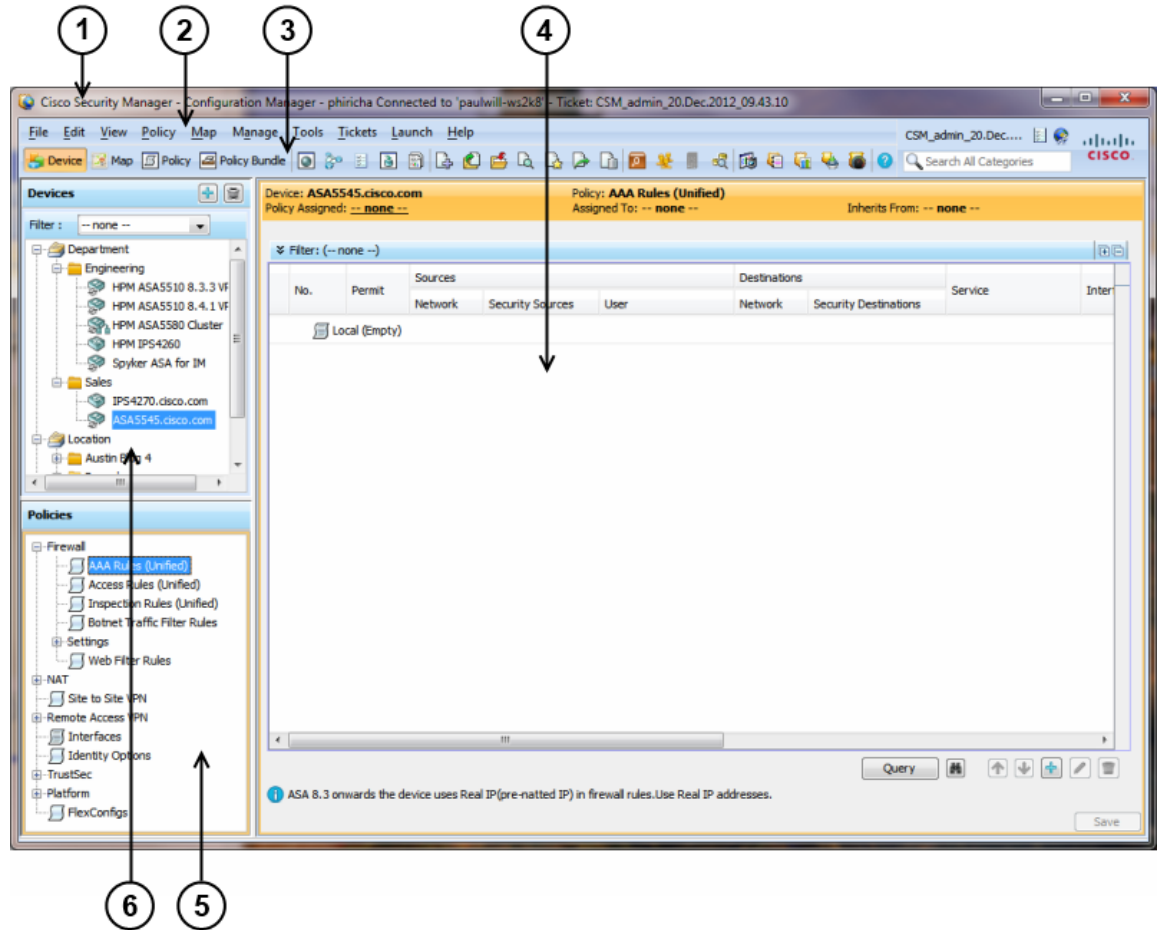 1 2 3 4
Cisco Security Manager - Configuration Manager - phiricha Connected to 'paulwill-ws2k8' - Ticket: CSM_admin_20.Dec.2012_09.43.10
File Edit View Policy Map Manage Tools Tickets Launch Help CSM_admin_20.Dec....
Device Map Policy Policy Bundle Search All Categories CISCO
Devices
Filter : -- none --
Department
Engineering
HPM ASA5510 8.3.3 VF
HPM ASA5510 8.4.1 VF
HPM ASA5580 Cluster
HPM IPS4260
Spyker ASA for IM
Sales
IPS4270.cisco.com
ASA5545.cisco.com
Location
Austin 4
Policies
Firewall
AAA Rules (Unified)
Access Rules (Unified)
Inspection Rules (Unified)
Botnet Traffic Filter Rules
Settings
Web Filter Rules
NAT
Site to Site VPN
Remote Access VPN
Interfaces
Identity Options
TrustSec
Platform
FlexConfigs
Device: ASA5545.cisco.com Policy: AAA Rules (Unified)
Policy Assigned: -- none -- Assigned To: -- none -- Inherits From: -- none --
Filter: (-- none --)
No. Permit Sources Destinations Service Inter
Network Security Sources User Network Security Destinations
Local (Empty)
Query
ASA 8.3 onwards the device uses Real IP(pre-natted IP) in firewall rules.Use Real IP addresses.
Save
6 5